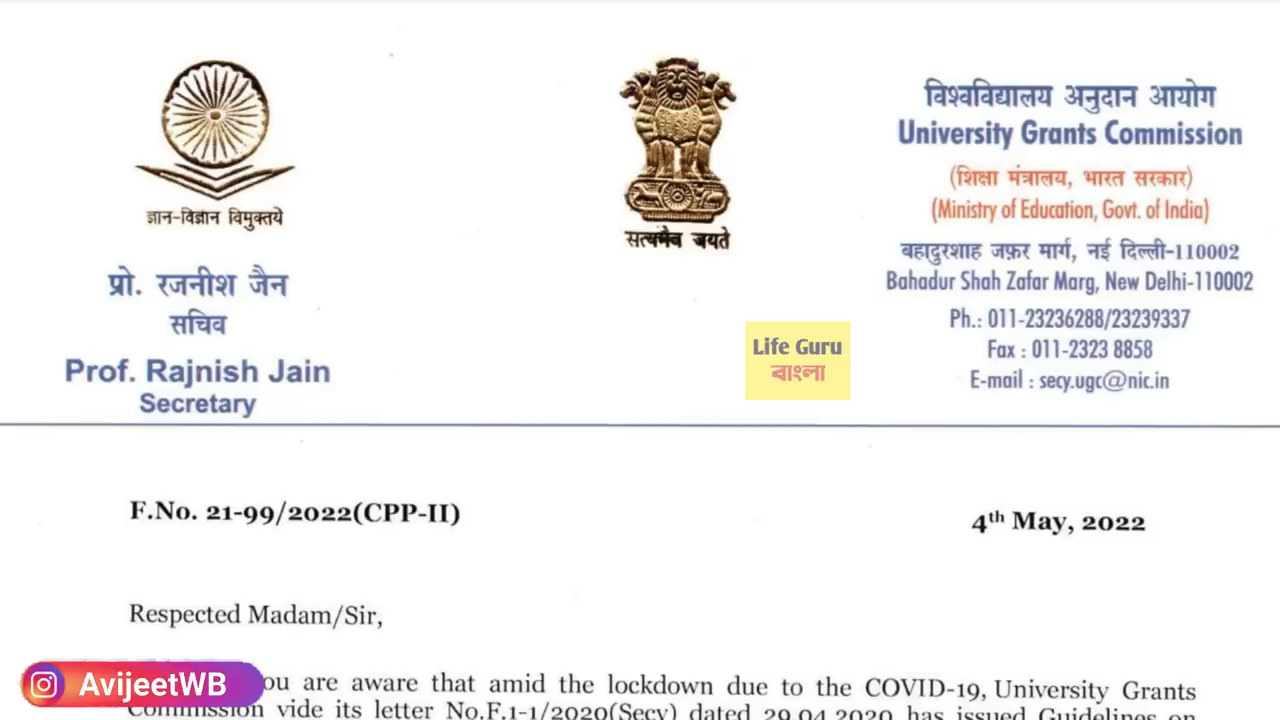 ज्ञान-विज्ञान विमुक्तये
प्रो. रजनीश जैन
सचिव
Prof. Rajnish Jain
Secretary
सत्यमेव जयते
विश्वविद्यालय अनुदान आयोग
University Grants Commission
(शिक्षा मंत्रालय, भारत सरकार)
(Ministry of Education, Govt. of India)
बहादुरशाह जफ़र मार्ग, नई दिल्ली-110002
Bahadur Shah Zafar Marg, New Delhi-110002
Ph.: 011-23236288/23239337
Fax : 011-2323 8858
E-mail : secy.ugc@nic.in
Life Guru
বাংলা
F.No. 21-99/2022(CPP-II)
4th May, 2022
Respected Madam/Sir,
AvijeetWB
ou are aware that amid the lockdown due to the COVID-19, University Grants
Commission vide its letter No.F.1-1/2020(Secy) dated 29.04.2020 has issued Guidelines on